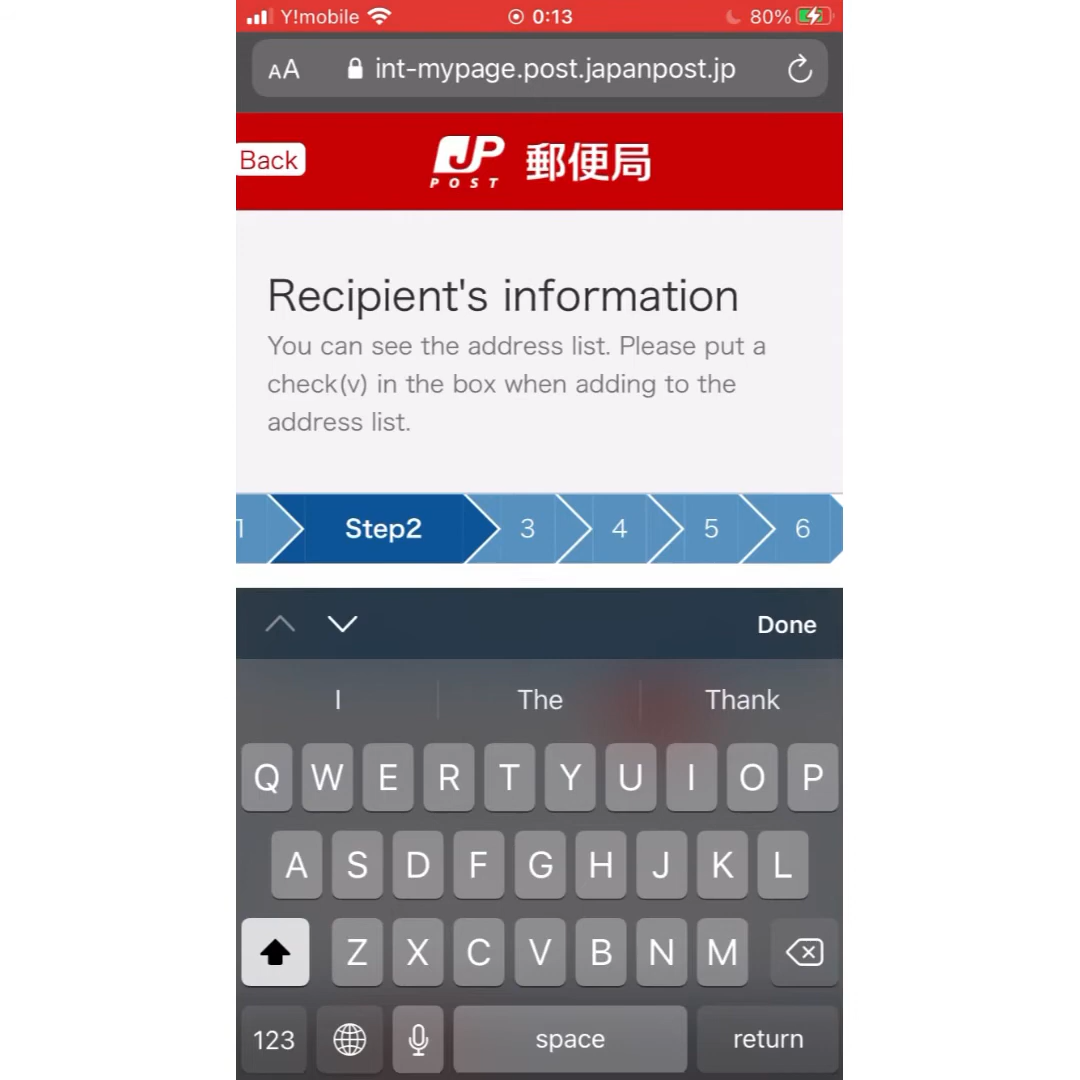 Y!mobile 0:13 80%
AA int-mypage.post.japanpost.jp
Back JP POST 郵便局
Recipient's information
You can see the address list. Please put a
check(v) in the box when adding to the
address list.
1 Step2 3 4 5 6
Done
I The Thank
Q W E R T Y U I O P
A S D F G H J K L
Z X C V B N M
123 space return